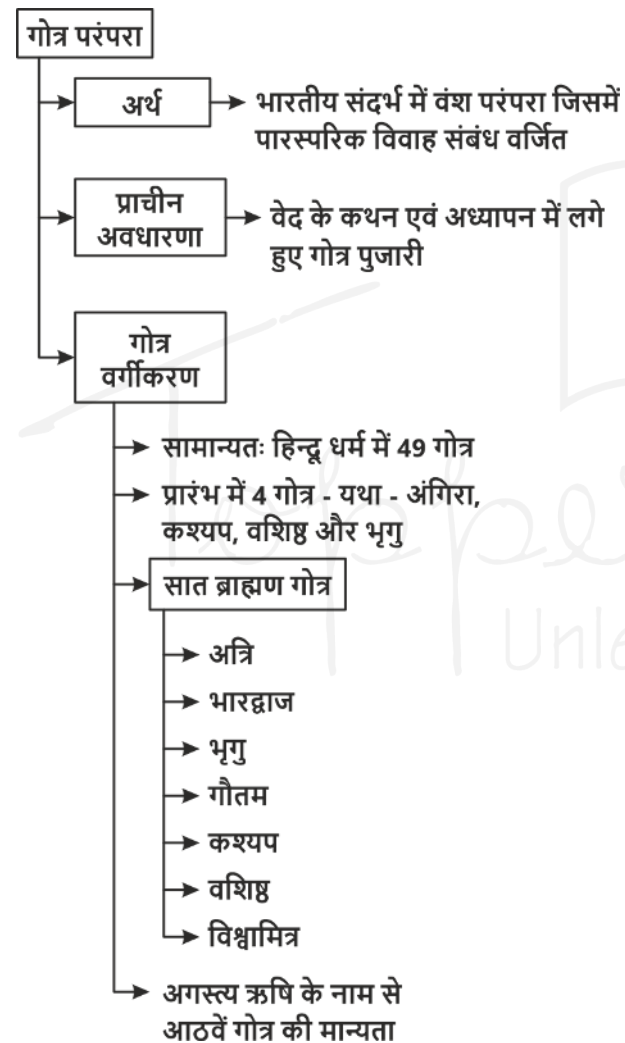 गोत्र परंपरा
अर्थ
भारतीय संदर्भ में वंश परंपरा जिसमें
पारस्परिक विवाह संबंध वर्जित
प्राचीन
अवधारणा
वेद के कथन एवं अध्यापन में लगे
हुए गोत्र पुजारी
गोत्र
वर्गीकरण
सामान्यतः हिन्दू धर्म में 49 गोत्र
प्रारंभ में 4 गोत्र - यथा - अंगिरा,
कश्यप, वशिष्ठ और भृगु
सात ब्राह्मण गोत्र
अत्रि
भारद्वाज
भृगु
गौतम
कश्यप
वशिष्ठ
विश्वामित्र
अगस्त्य ऋषि के नाम से
आठवें गोत्र की मान्यता
Toppe
Unle